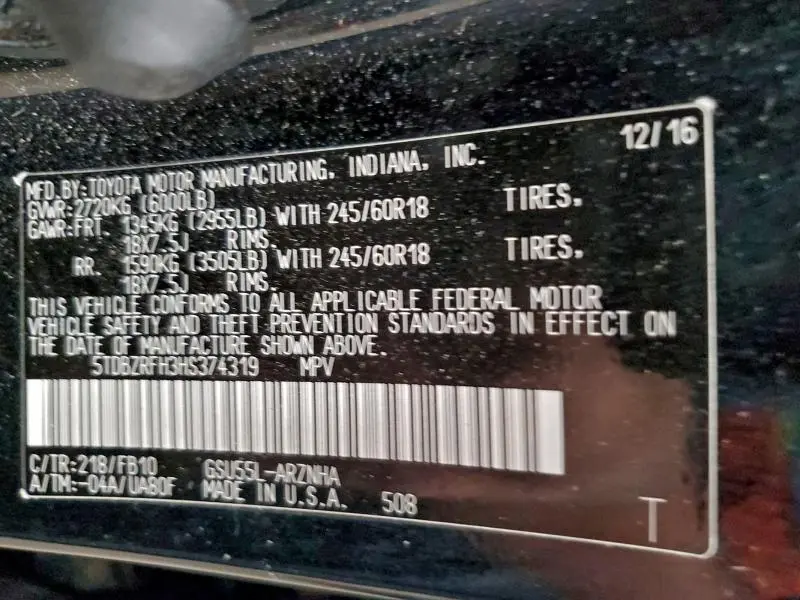 12/16
MFD BY:TOYOTA MOTOR MANUFACTURING, INDIANA, INC.
GVWR:2720KG (6000LB)
GAWR:FRT. 1345KG (2955LB) WITH 245/60R18 TIRES.
18X7.5J RIMS.
RR. 1590KG (3505LB) WITH 245/60R18 TIRES.
18X7.5J RIMS.
THIS VEHICLE CONFORMS TO ALL APPLICABLE FEDERAL MOTOR
VEHICLE SAFETY AND THEFT PREVENTION STANDARDS IN EFFECT ON
THE DATE OF MANUFACTURE SHOWN ABOVE.
5TDBZRFH3HS374319 MPV
C/TR:218/FB10 GSU55L-ARZNHA
A/TM:-04A/UA80F MADE IN U.S.A. 508
T